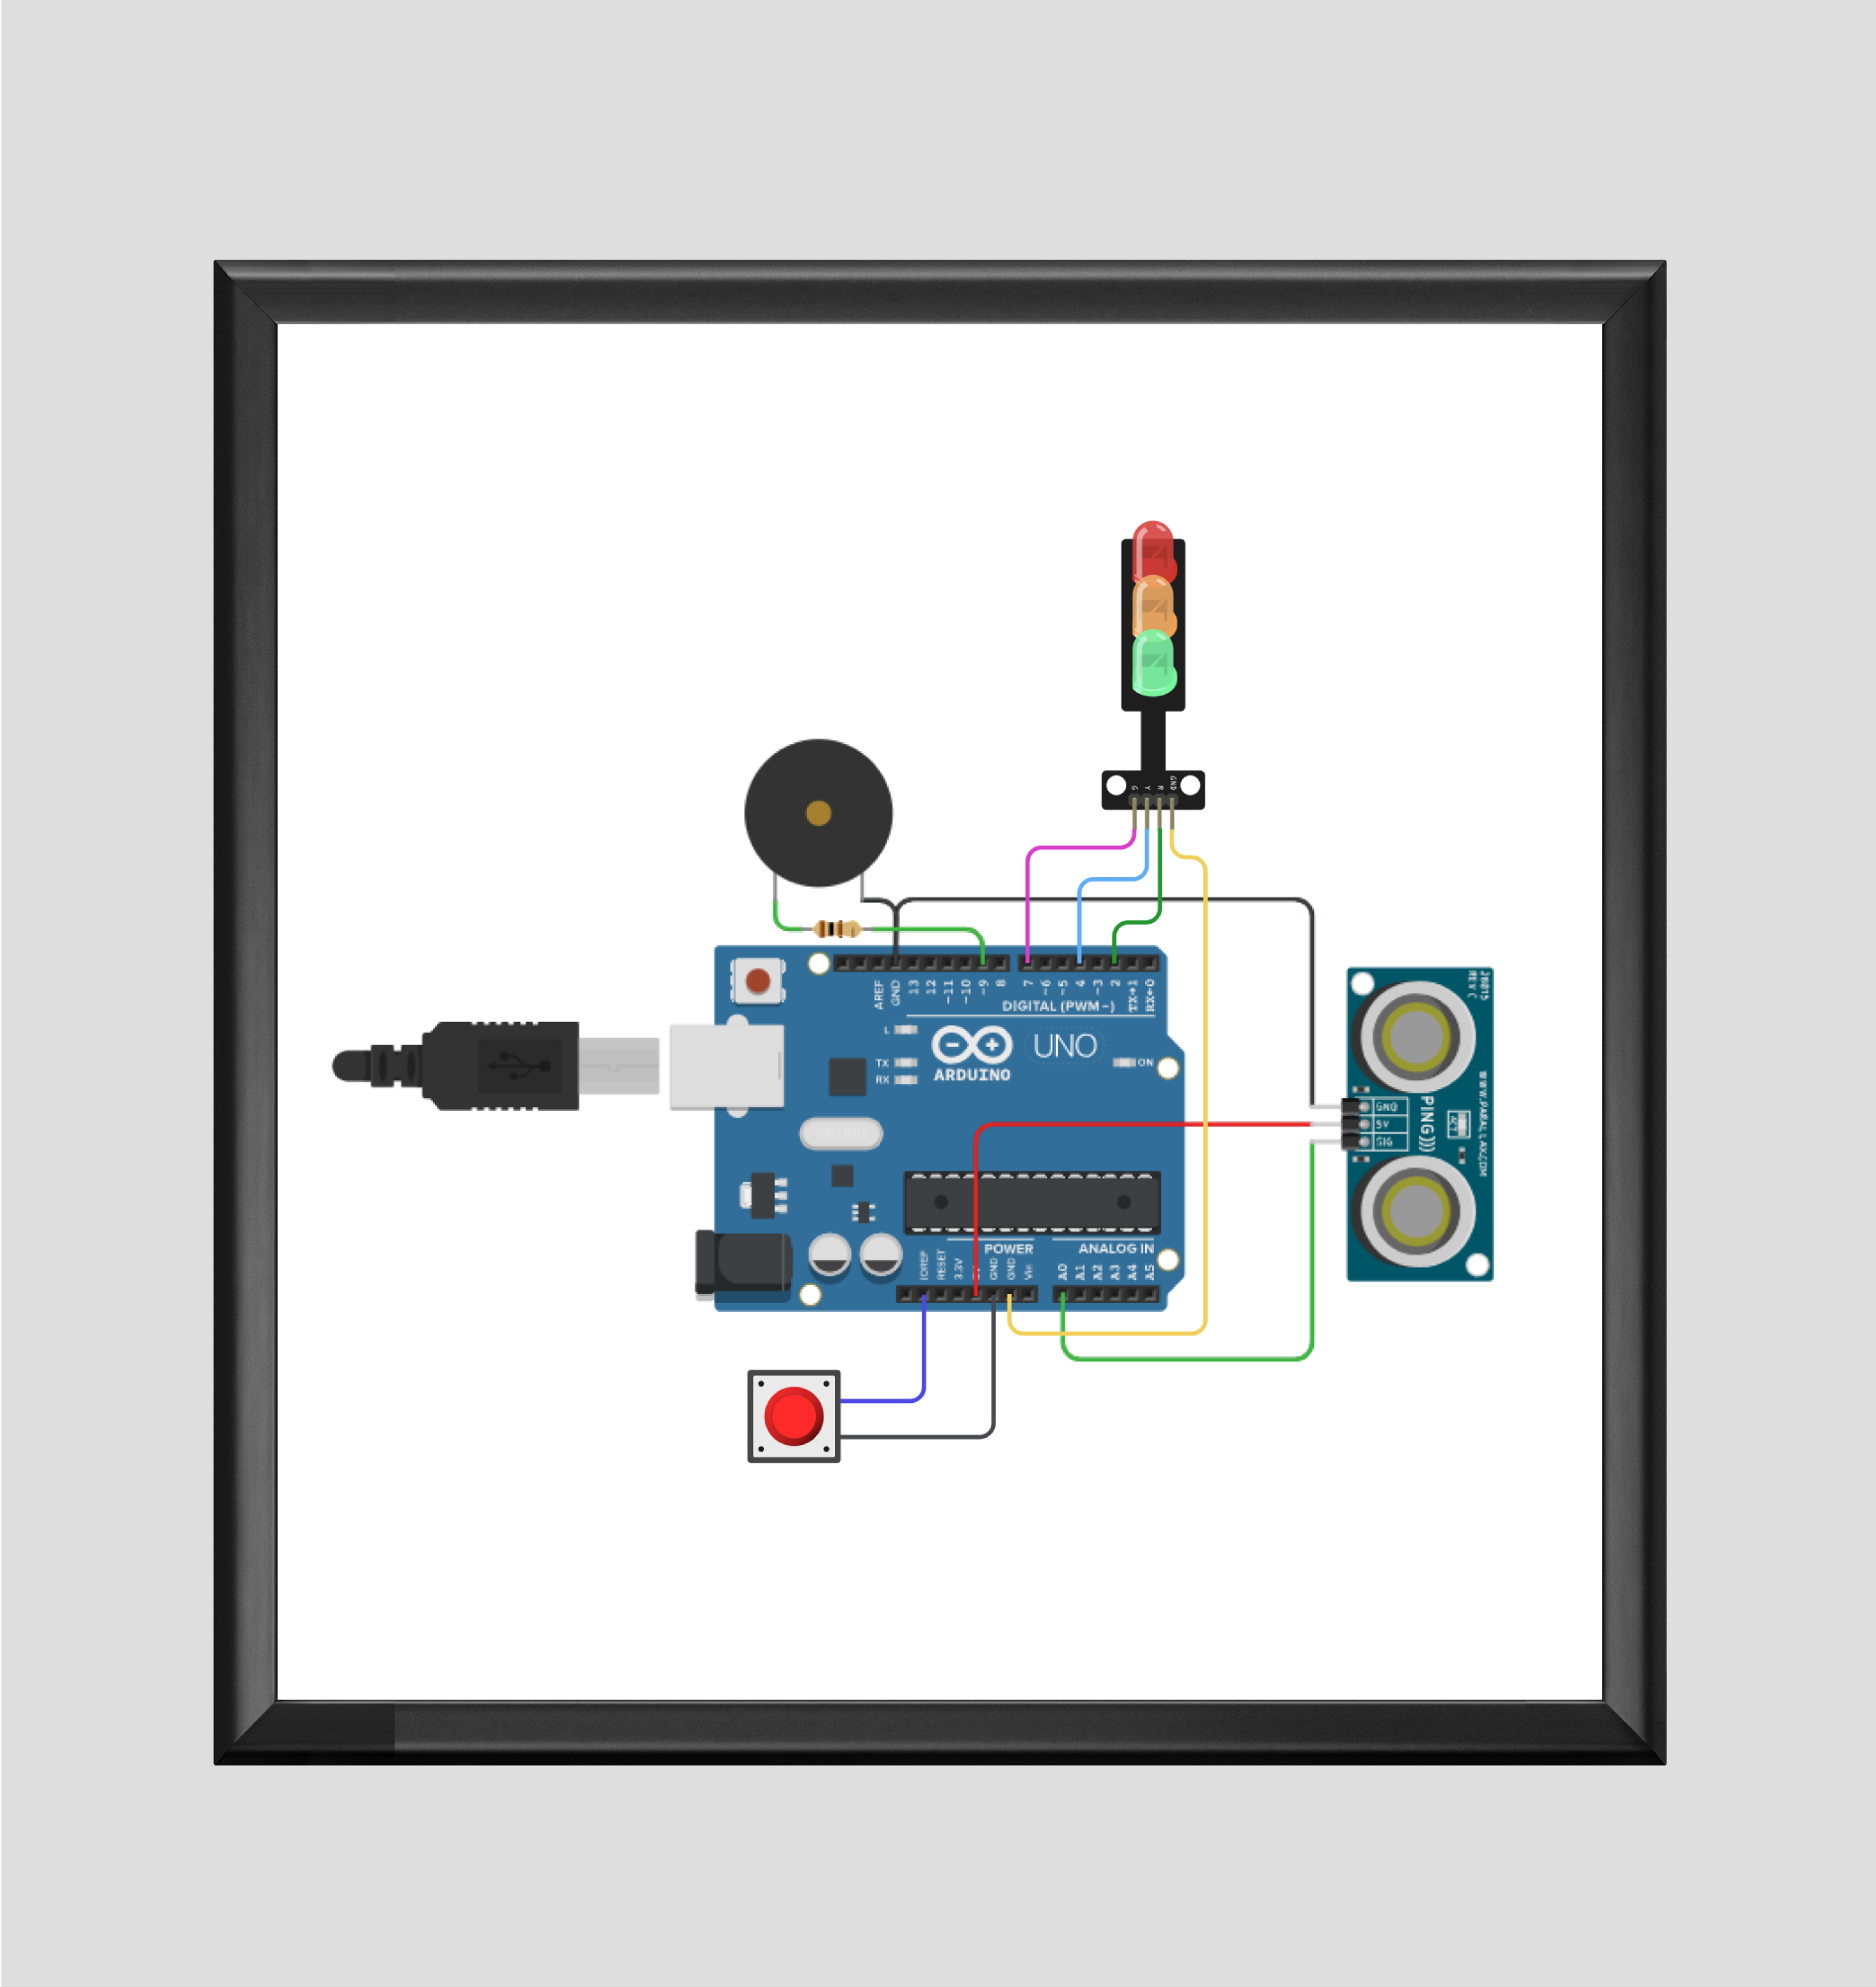 G Y R GND
AREF GND 13 12 ~11 ~10 ~9 8 7 ~6 ~5 4 ~3 2 TX→1 RX←0
DIGITAL (PWM~)
L
TX
RX
ARDUINO
UNO
ON
POWER
ANALOG IN
IOREF RESET 3.3V GND GND Vin A0 A1 A2 A3 A4 A5
28015
REV C
GND
5V
SIG
PING)))
ACT
WWW.PARALLAX.COM